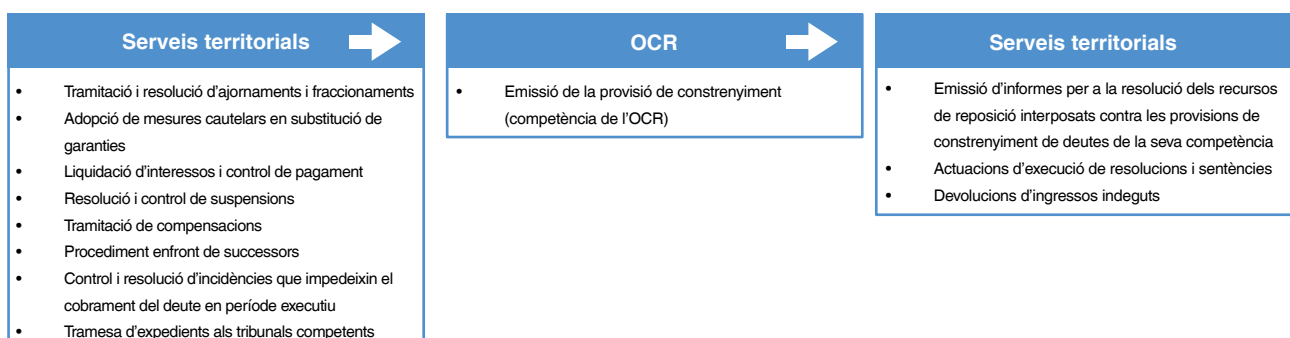 Serveis territorials
• Tramitació i resolució d'ajornaments i fraccionaments
• Adopció de mesures cautelars en substitució de
garanties
• Liquidació d'interessos i control de pagament
• Resolució i control de suspensions
• Tramitació de compensacions
• Procediment enfront de successors
• Control i resolució d'incidències que impedeixin el
cobrament del deute en període executiu
• Tramesa d'expedients als tribunals competents
OCR
• Emissió de la provisió de constrenyiment
(competència de l'OCR)
Serveis territorials
• Emissió d'informes per a la resolució dels recursos
de reposició interposats contra les provisions de
constrenyiment de deutes de la seva competència
• Actuacions d'execució de resolucions i sentències
• Devolucions d'ingressos indeguts